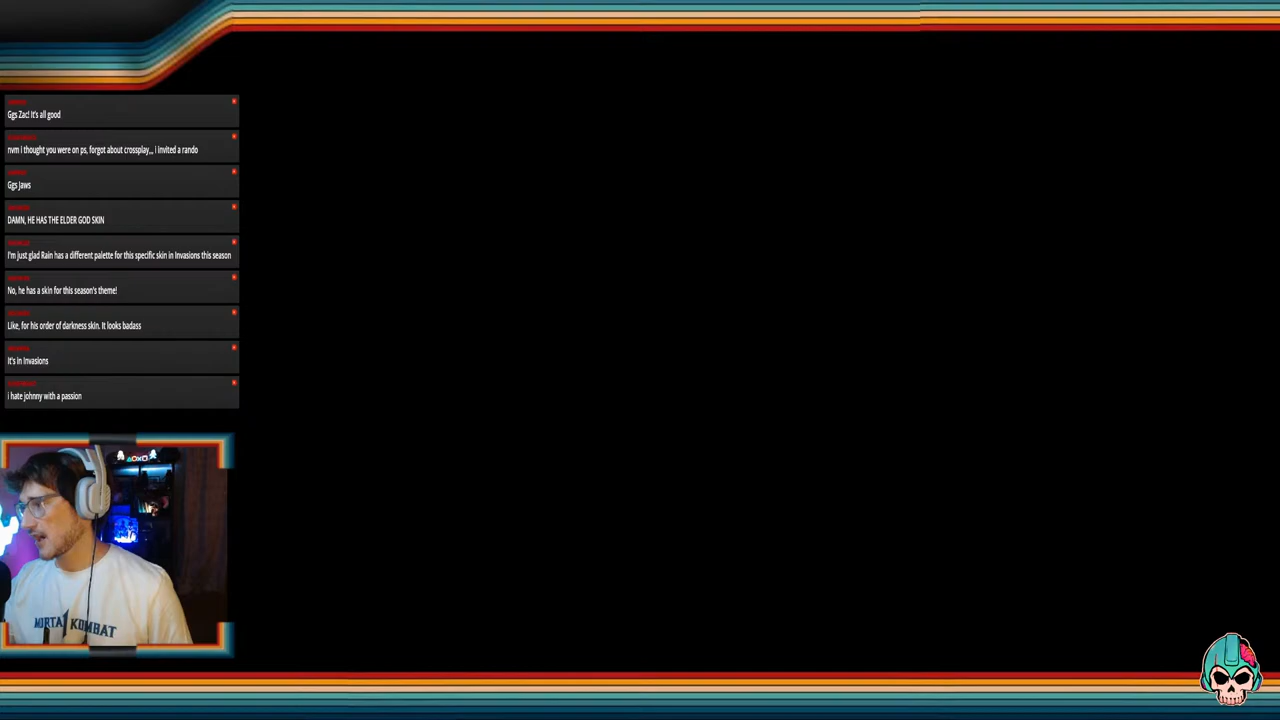 Ggs Zac! It's all good
nvm i thought you were on ps, forgot about crossplay,,, i invited a rando
Ggs Jaws
DAMN, HE HAS THE ELDER GOD SKIN
I'm just glad Rain has a different palette for this specific skin in Invasions this season
No, he has a skin for this season's theme!
Like, for his order of darkness skin. It looks badass
It's in Invasions
i hate johnny with a passion
MORTAL KOMBAT